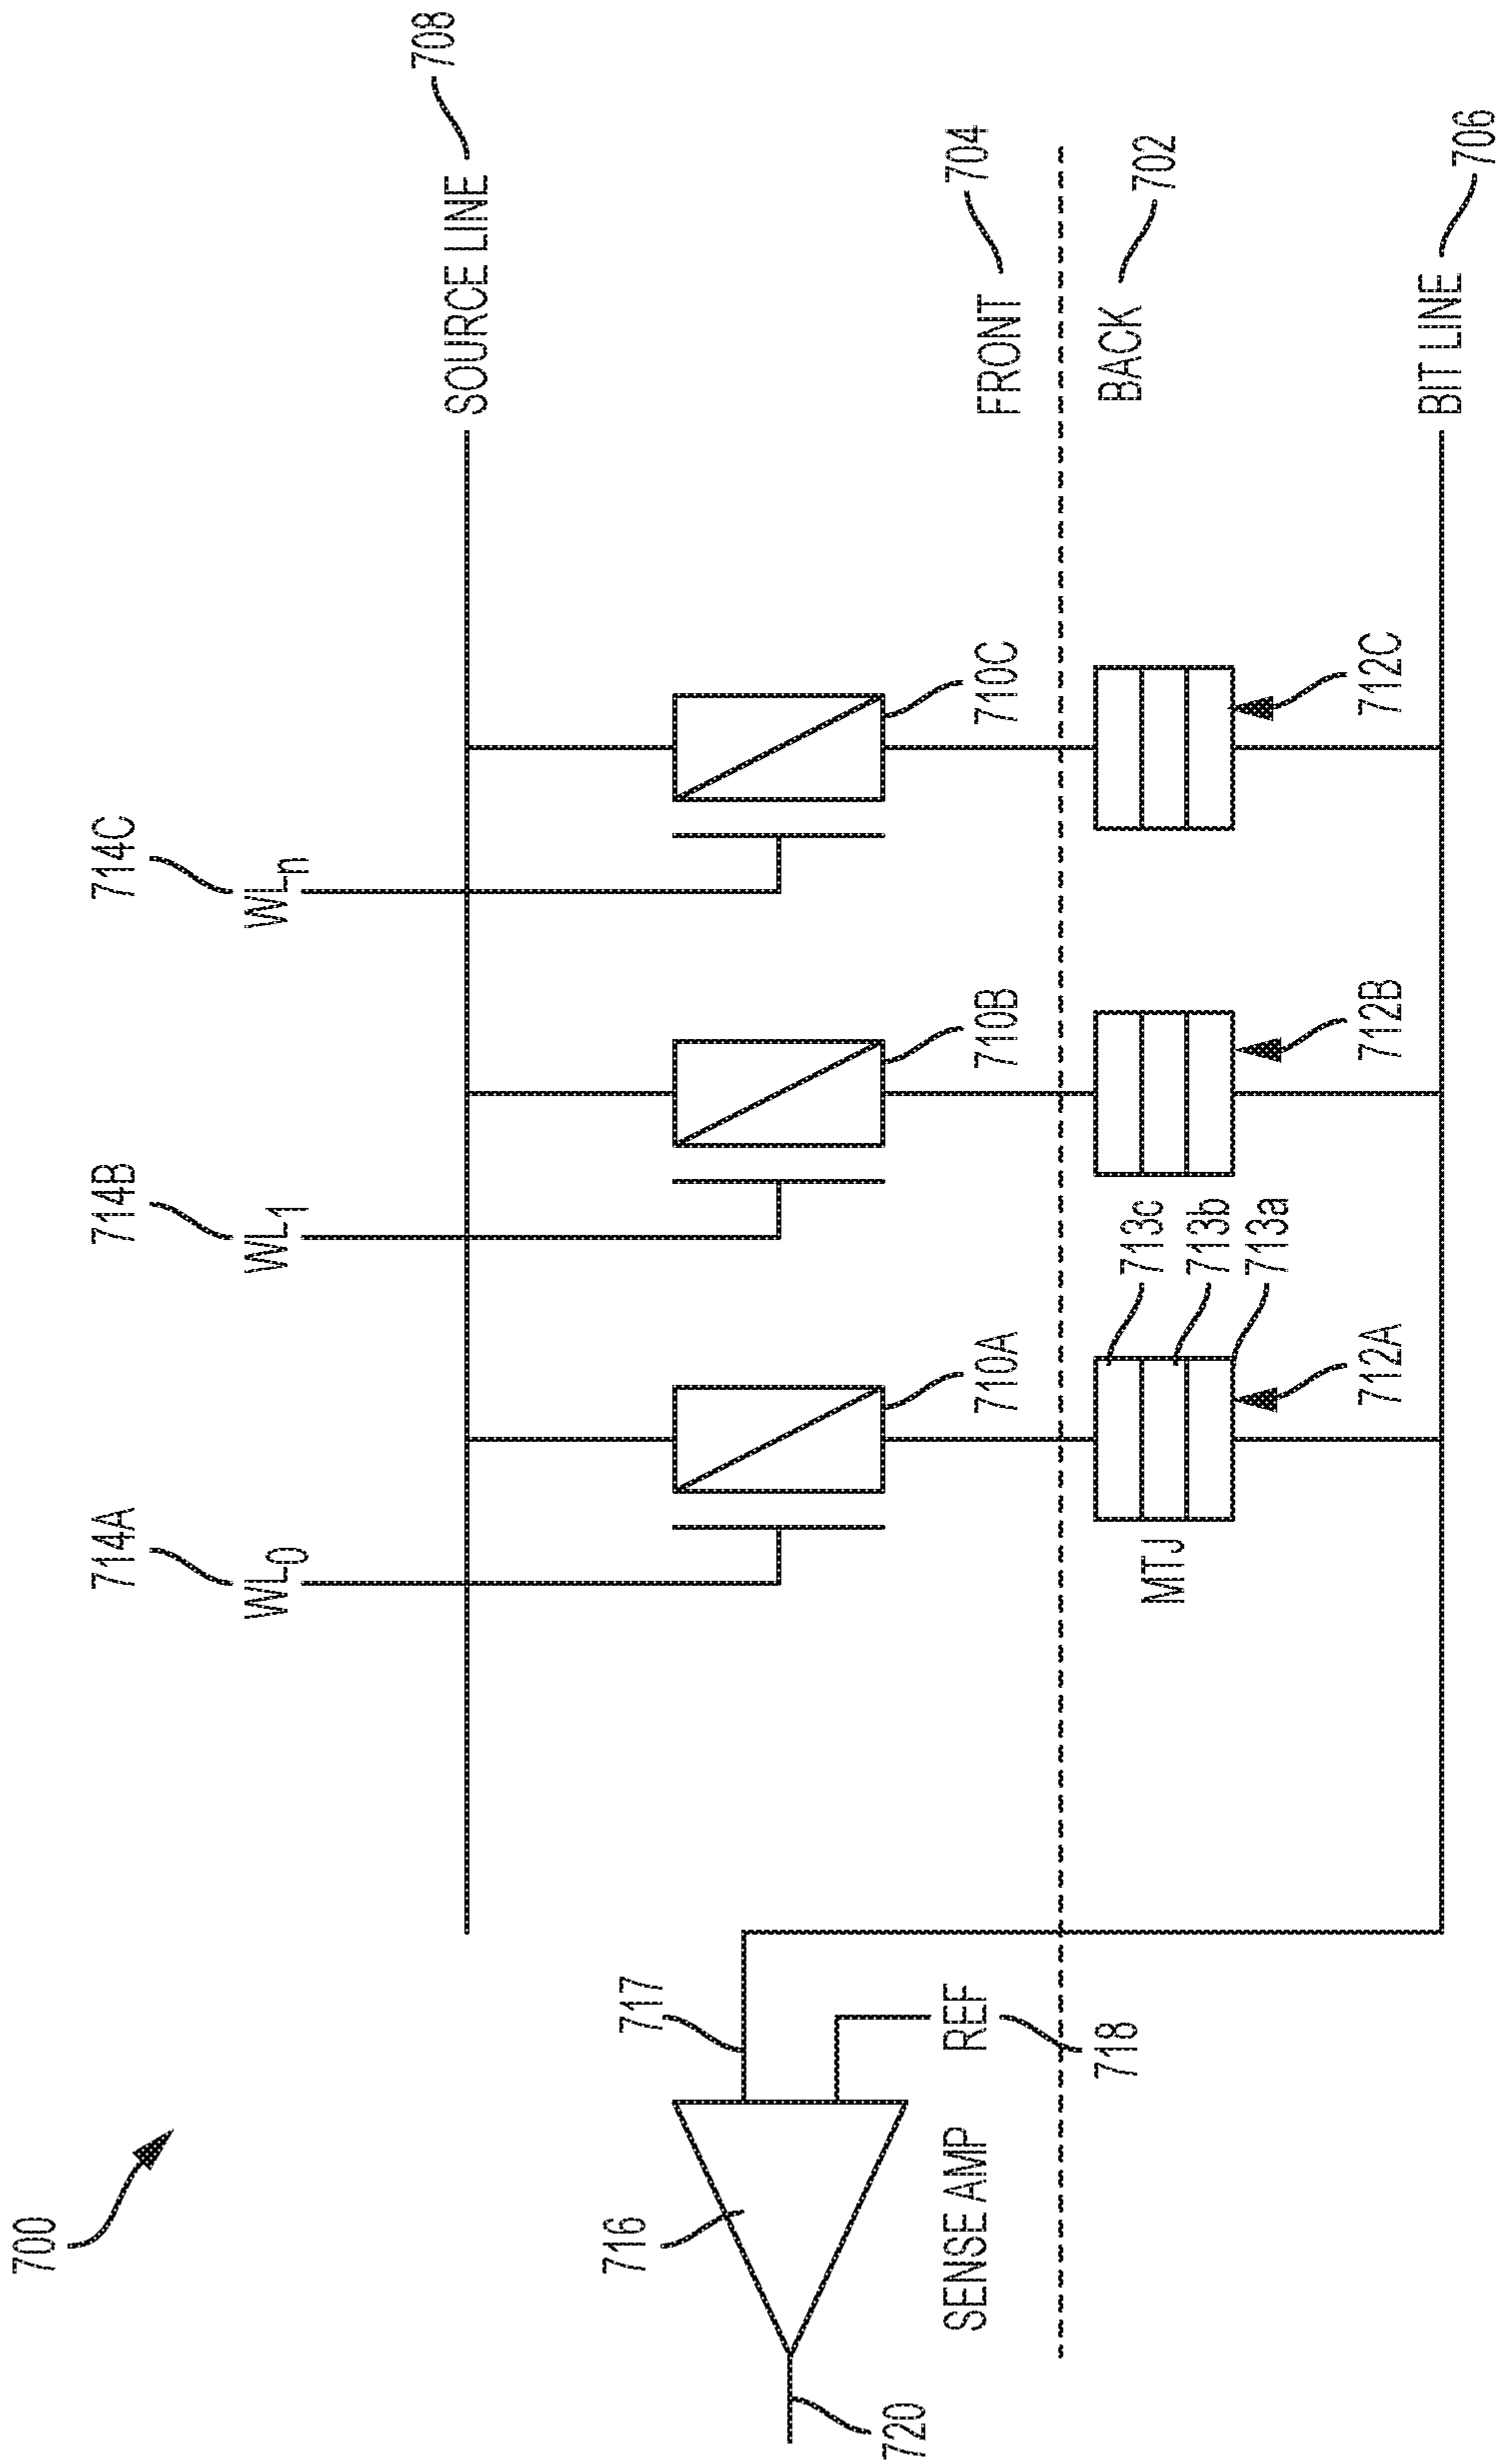 700
714A
714B
714C
WL0
WL1
WLn
SOURCE LINE
708
716
717
710A
710B
710C
720
SENSE AMP
REF
718
FRONT
704
BACK
702
MTJ
713c
713b
713a
712A
712B
712C
BIT LINE
706